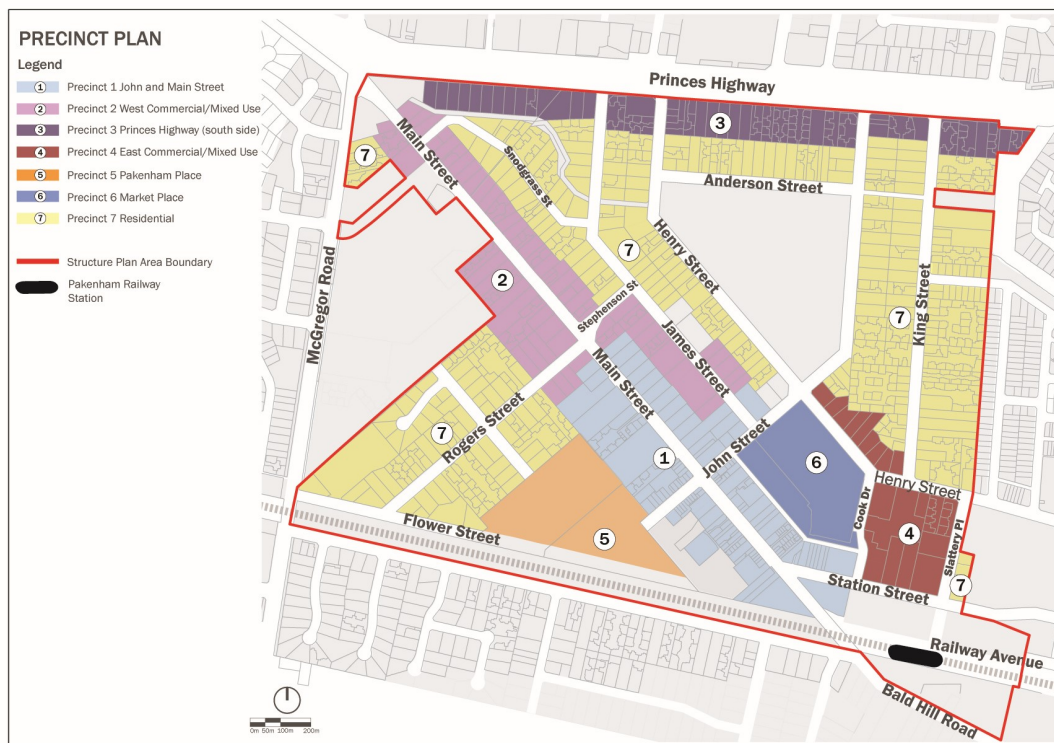 PRECINCT PLAN
Legend
1 Precinct 1 John and Main Street
2 Precinct 2 West Commercial/Mixed Use
3 Precinct 3 Princes Highway (south side)
4 Precinct 4 East Commercial/Mixed Use
5 Precinct 5 Pakenham Place
6 Precinct 6 Market Place
7 Precinct 7 Residential
Structure Plan Area Boundary
Pakenham Railway
Station
Princes Highway
3
Main Street
7
Snodgrass St
Anderson Street
Henry Street
7
McGregor Road
2
Stephenson St
King Street
7
James Street
Main Street
Rogers Street
7
John Street
1
6
Henry Street
Cook Dr
4
Slattery Pl
Flower Street
5
Station Street
7
Railway Avenue
Bald Hill Road
0m 50m 100m 200m